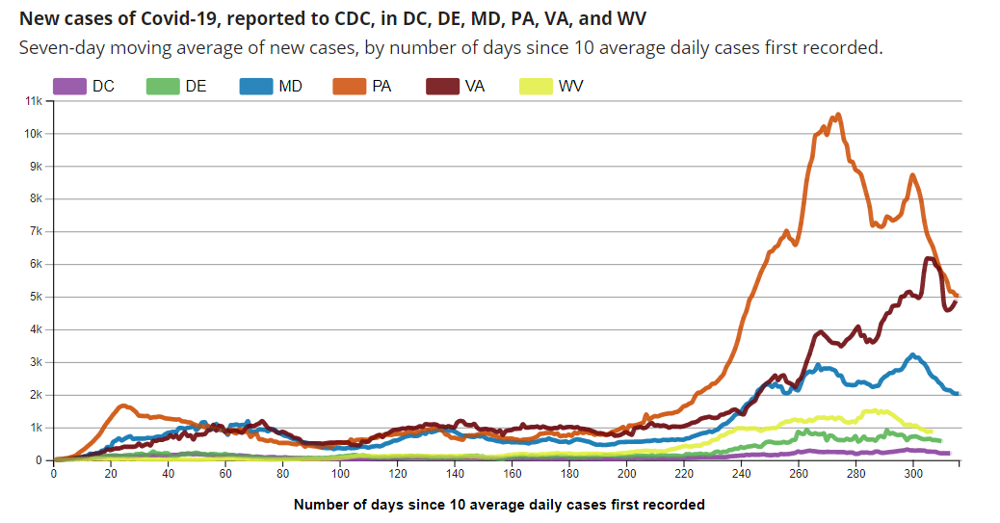 New cases of Covid-19, reported to CDC, in DC, DE, MD, PA, VA, and WV
Seven-day moving average of new cases, by number of days since 10 average daily cases first recorded.
DC DE MD PA VA WV
11k
10k
9k
8k
7k
6k
5k
4k
3k
2k
1k
0
0 20 40 60 80 100 120 140 160 180 200 220 240 260 280 300
Number of days since 10 average daily cases first recorded